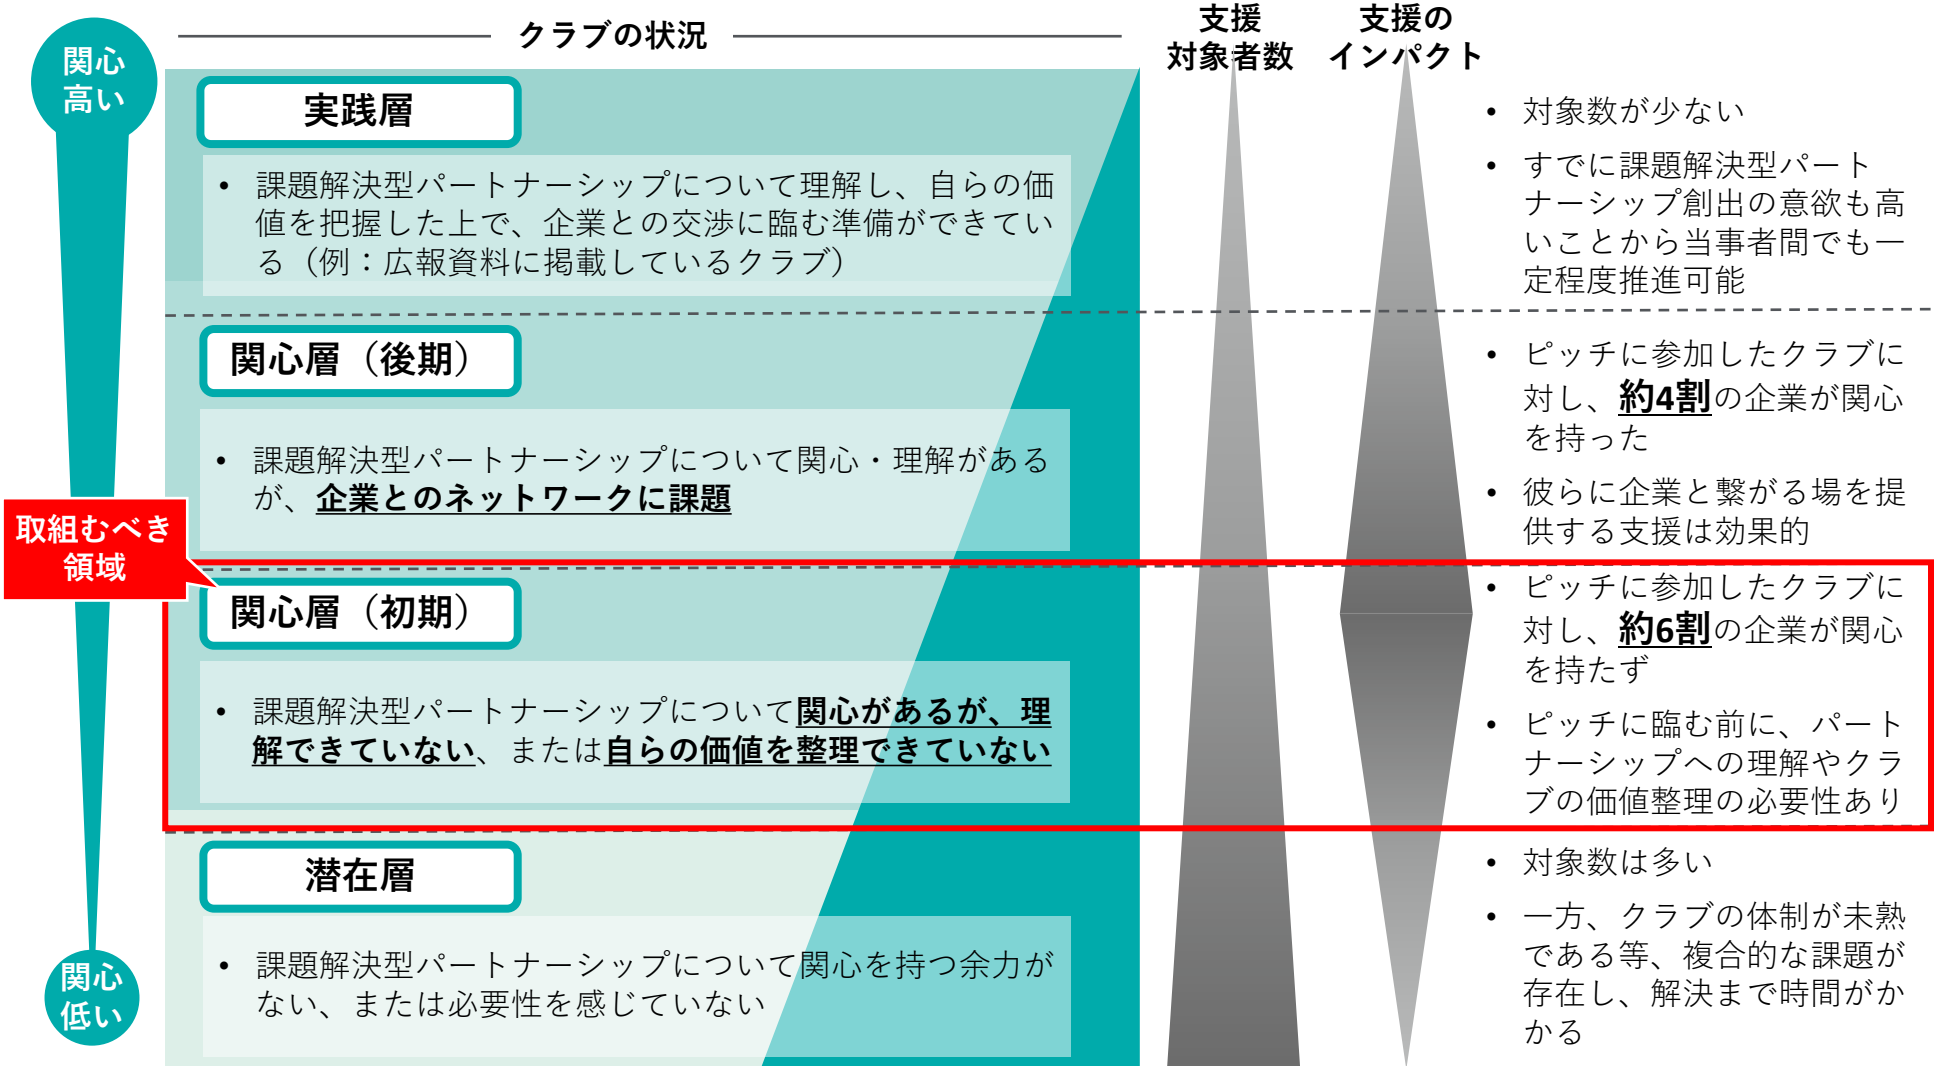 関心
高い
クラブの状況
支援
対象者数
支援の
インパクト
実践層
• 課題解決型パートナーシップについて理解し、自らの価
値を把握した上で、企業との交渉に臨む準備ができてい
る（例：広報資料に掲載しているクラブ）
• 対象数が少ない
• すでに課題解決型パート
ナーシップ創出の意欲も高
いことから当事者間でも一
定程度推進可能
関心層（後期）
• 課題解決型パートナーシップについて関心・理解がある
が、企業とのネットワークに課題
• ピッチに参加したクラブに
対し、約4割の企業が関心
を持った
• 彼らに企業と繋がる場を提
供する支援は効果的
取組むべき
領域
関心層（初期）
• 課題解決型パートナーシップについて関心があるが、理
解できていない、または自らの価値を整理できていない
• ピッチに参加したクラブに
対し、約6割の企業が関心
を持たず
• ピッチに臨む前に、パート
ナーシップへの理解やクラ
ブの価値整理の必要性あり
潜在層
• 課題解決型パートナーシップについて関心を持つ余力が
ない、または必要性を感じていない
• 対象数は多い
• 一方、クラブの体制が未熟
である等、複合的な課題が
存在し、解決まで時間がか
かる
関心
低い